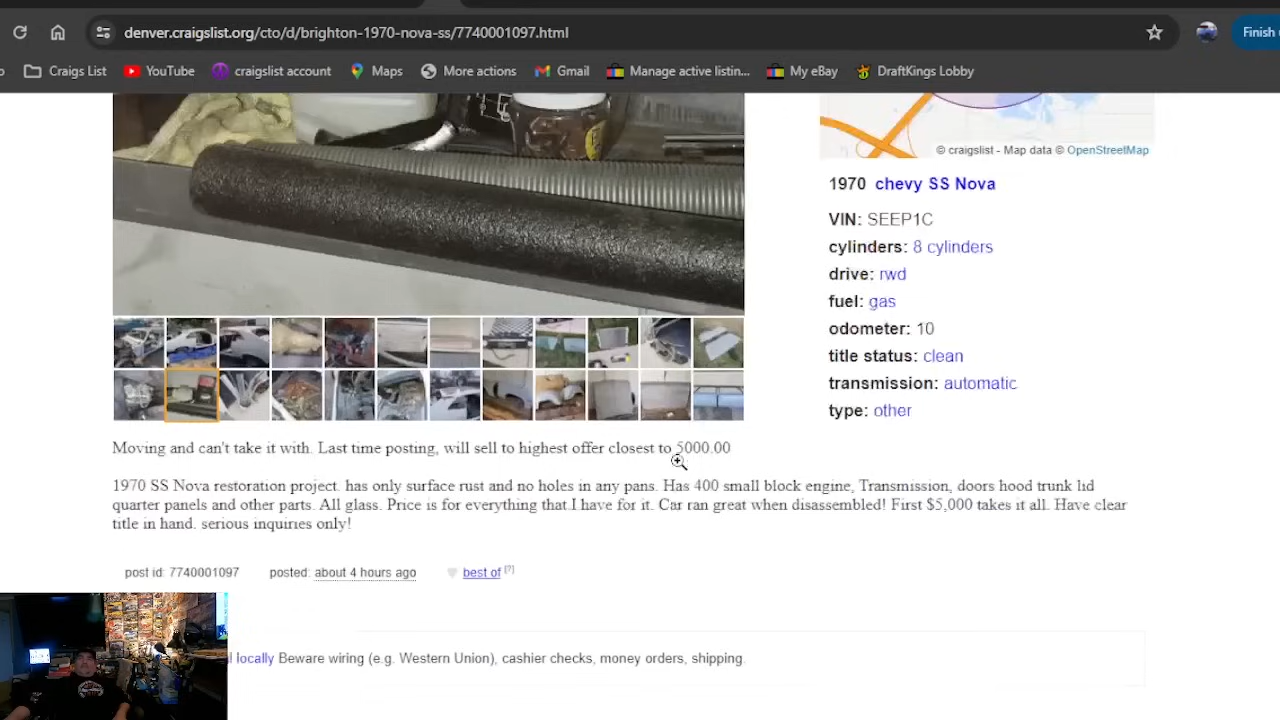 denver.craigslist.org/cto/d/brighton-1970-nova-ss/7740001097.html
Finish
Craigs List
YouTube
craigslist account
Maps
More actions
Gmail
Manage active listin...
My eBay
DraftKings Lobby
© craigslist - Map data © OpenStreetMap
1970 chevy SS Nova
VIN: SEEP1C
cylinders: 8 cylinders
drive: rwd
fuel: gas
odometer: 10
title status: clean
transmission: automatic
type: other
Moving and can't take it with. Last time posting, will sell to highest offer closest to 5000.00
1970 SS Nova restoration project. has only surface rust and no holes in any pans. Has 400 small block engine, Transmission, doors hood trunk lid
quarter panels and other parts. All glass. Price is for everything that I have for it. Car ran great when disassembled! First $5,000 takes it all. Have clear
title in hand. serious inquiries only!
post id: 7740001097 posted: about 4 hours ago best of [?]
locally Beware wiring (e.g. Western Union), cashier checks, money orders, shipping.